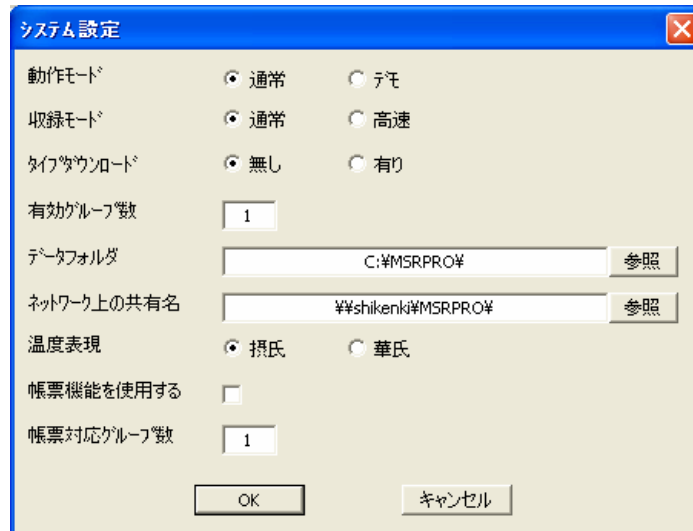 システム設定
動作ﾓｰﾄﾞ 通常 ﾃﾞﾓ
収録ﾓｰﾄﾞ 通常 高速
ﾀｲﾌﾟﾀﾞｳﾝﾛｰﾄﾞ 無し 有り
有効ｸﾞﾙｰﾌﾟ数 1
ﾃﾞｰﾀフォルダ C:¥MSRPRO¥ 参照
ﾈｯﾄﾜｰｸ上の共有名 ¥¥shikenki¥MSRPRO¥ 参照
温度表現 摂氏 華氏
帳票機能を使用する
帳票対応ｸﾞﾙｰﾌﾟ数 1
OK キャンセル